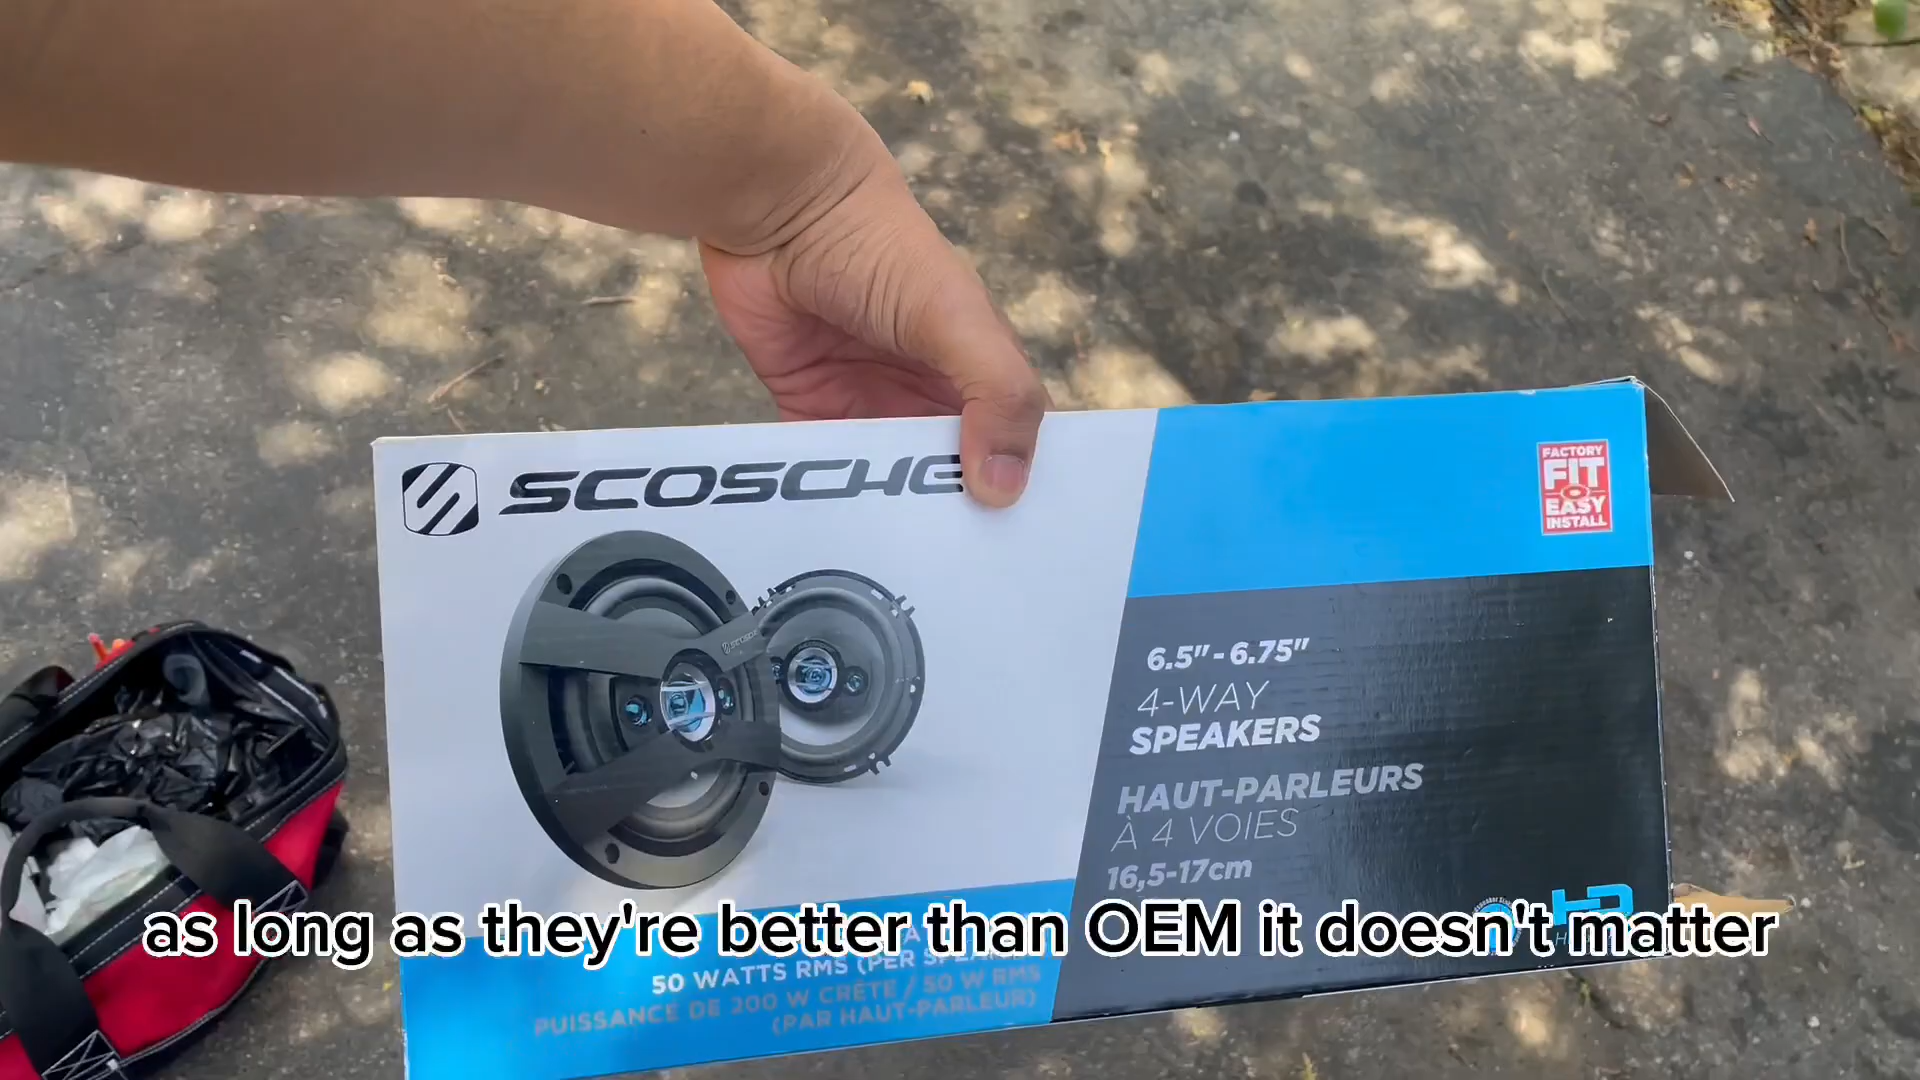 SCOSCHE
FACTORY
FIT
EASY
INSTALL
6.5" - 6.75"
4-WAY
SPEAKERS
HAUT-PARLEURS
À 4 VOIES
16,5-17cm
HD
as long as they're better than OEM it doesn't matter
50 WATTS RMS (PER SPEAKER)
PUISSANCE DE 200 W CRÊTE / 50 W RMS
(PAR HAUT-PARLEUR)